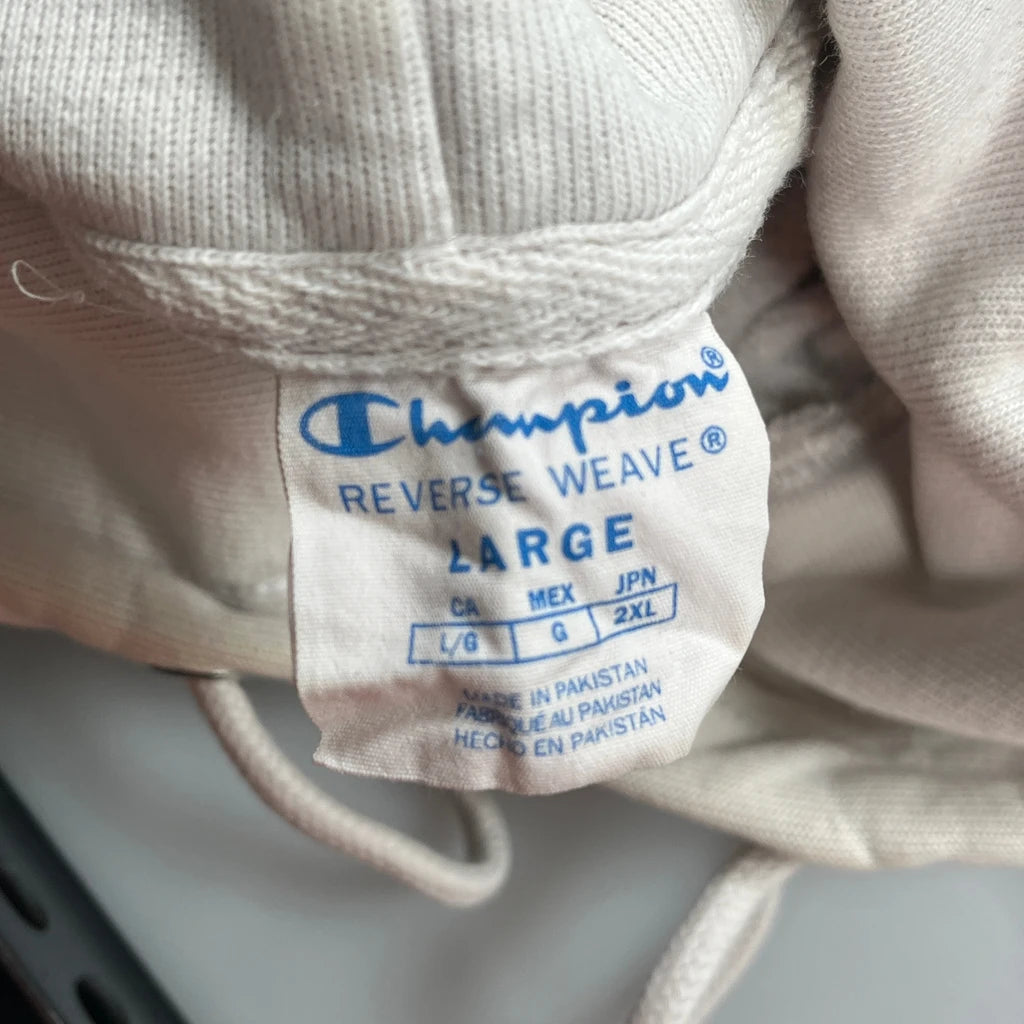 Champion®
REVERSE WEAVE®
LARGE
CA MEX JPN
L/G G 2XL
MADE IN PAKISTAN
FABRIQUÉ AU PAKISTAN
HECHO EN PAKISTÁN